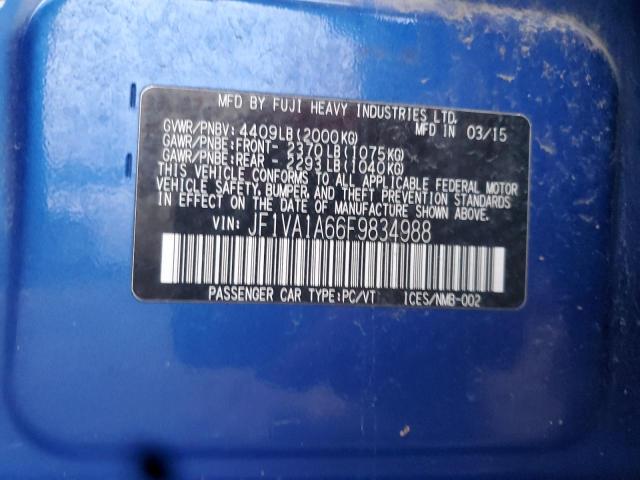 MFD BY FUJI HEAVY INDUSTRIES LTD.
GVWR/PNBV: 4409LB(2000KG) MFD IN 03/15
GAWR/PNBE:FRONT- 2370LB(1075KG)
GAWR/PNBE:REAR - 2293LB(1040KG)
THIS VEHICLE CONFORMS TO ALL APPLICABLE FEDERAL MOTOR
VEHICLE SAFETY, BUMPER, AND THEFT PREVENTION STANDARDS
IN EFFECT ON THE DATE OF MANUFACTURE SHOWN ABOVE.
VIN: JF1VA1A66F9834988
PASSENGER CAR TYPE:PC/VT ICES/NMB-002